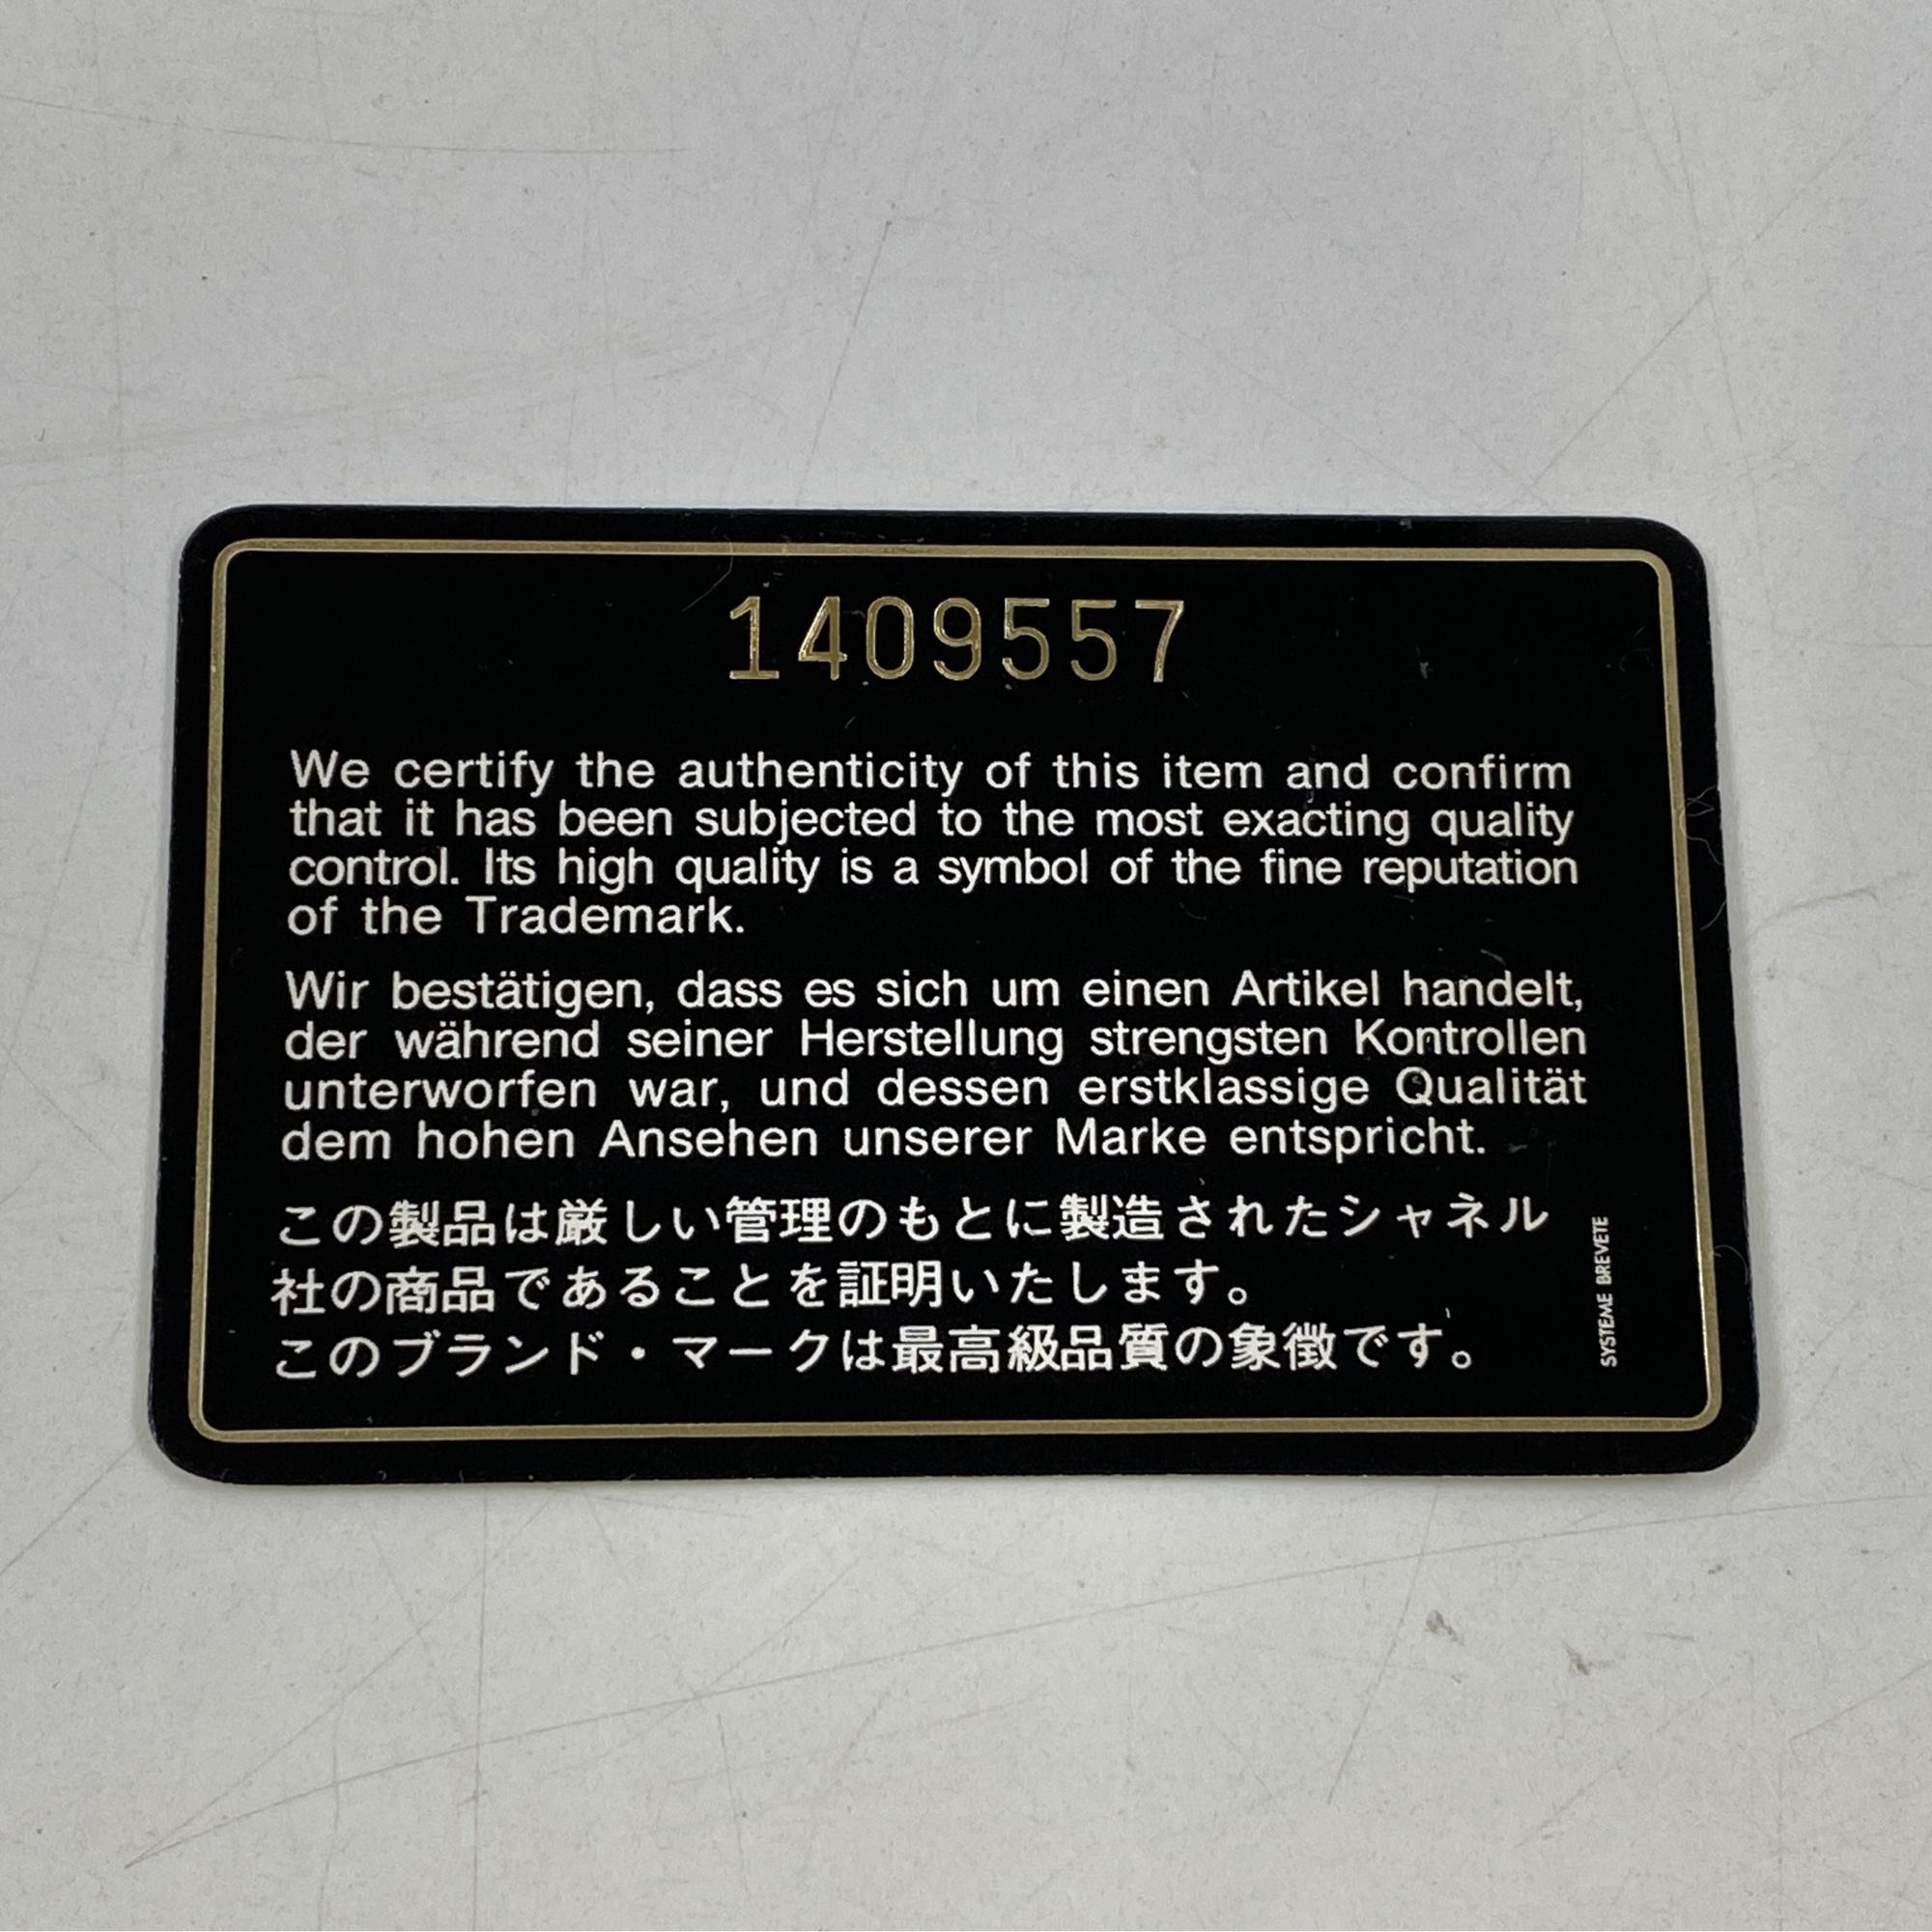 1409557
We certify the authenticity of this item and confirm
that it has been subjected to the most exacting quality
control. Its high quality is a symbol of the fine reputation
of the Trademark.
Wir bestätigen, dass es sich um einen Artikel handelt,
der während seiner Herstellung strengsten Kontrollen
unterworfen war, und dessen erstklassige Qualität
dem hohen Ansehen unserer Marke entspricht.
この製品は厳しい管理のもとに製造されたシャネル
社の商品であることを証明いたします。
このブランド・マークは最高級品質の象徴です。
SYSTEME BREVETE